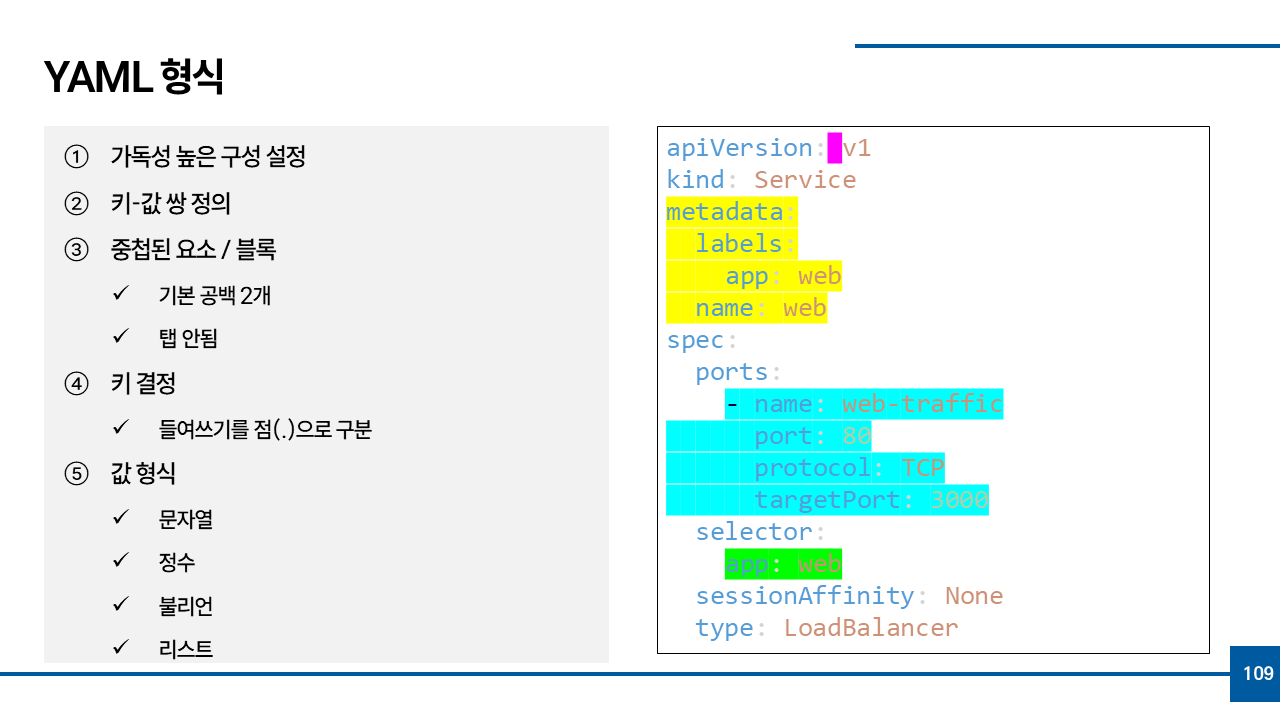 YAML 형식
① 가독성 높은 구성 설정
② 키-값 쌍 정의
③ 중첩된 요소 / 블록
✓ 기본 공백 2개
✓ 탭 안됨
④ 키 결정
✓ 들여쓰기를 점(.)으로 구분
⑤ 값 형식
✓ 문자열
✓ 정수
✓ 불리언
✓ 리스트
apiVersion: v1
kind: Service
metadata:
  labels:
    app: web
  name: web
spec:
  ports:
    - name: web-traffic
      port: 80
      protocol: TCP
      targetPort: 3000
  selector:
    app: web
  sessionAffinity: None
  type: LoadBalancer
109